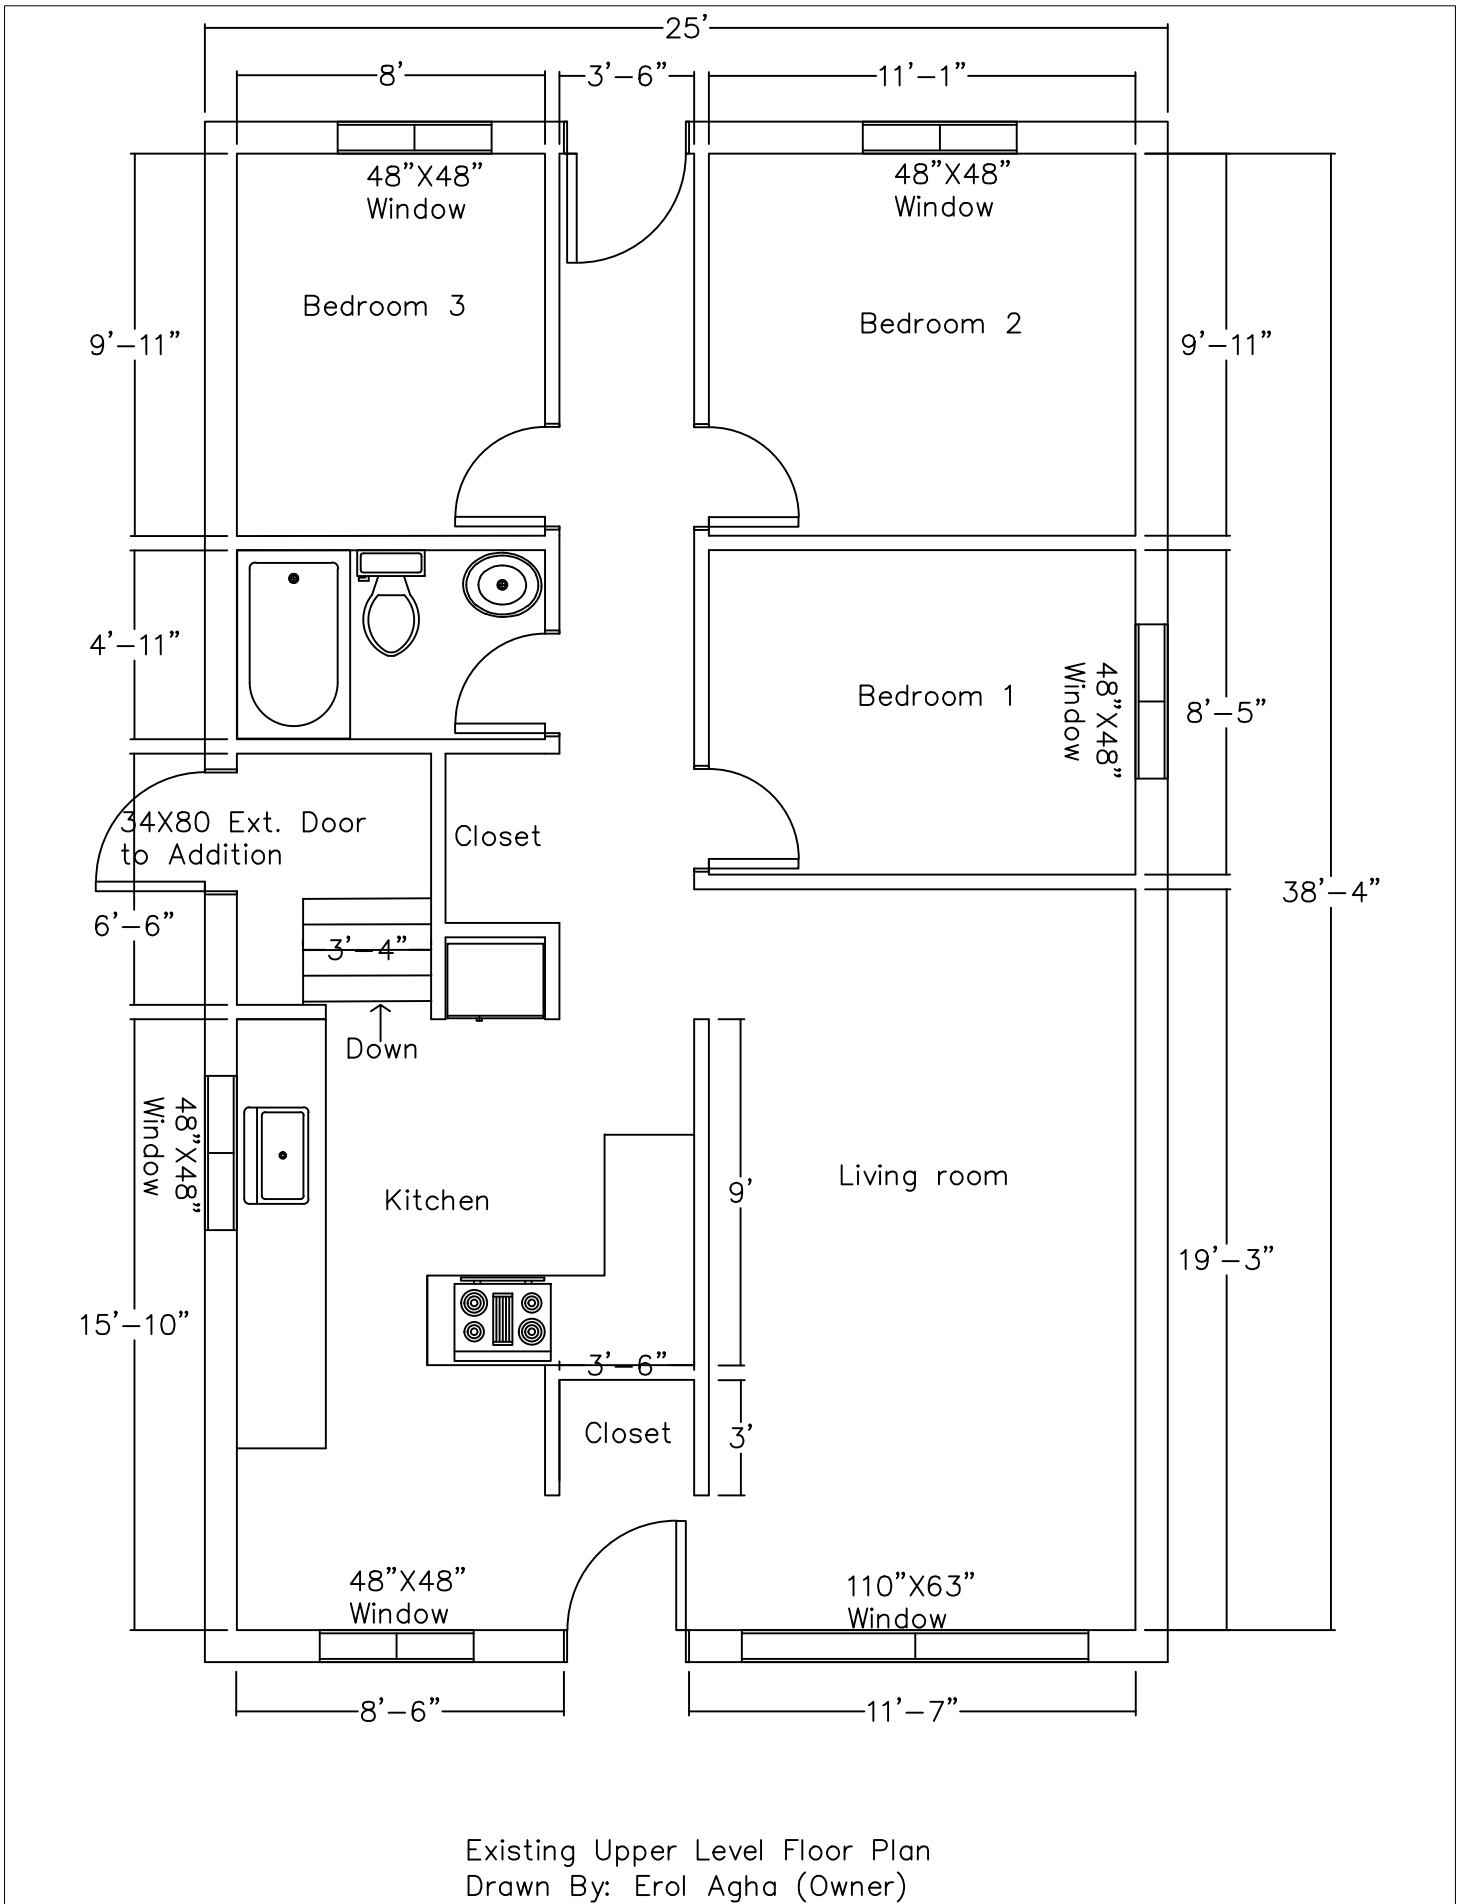 25'
8'
3'-6"
11'-1"
48"X48"
Window
48"X48"
Window
Bedroom 3
Bedroom 2
9'-11"
9'-11"
4'-11"
Bedroom 1
48"X48"
Window
8'-5"
34X80 Ext. Door
to Addition
Closet
6'-6"
3'-4"
38'-4"
Down
48"X48"
Window
Kitchen
9'
Living room
19'-3"
15'-10"
3'-6"
Closet
3'
48"X48"
Window
110"X63"
Window
8'-6"
11'-7"
Existing Upper Level Floor Plan
Drawn By: Erol Agha (Owner)